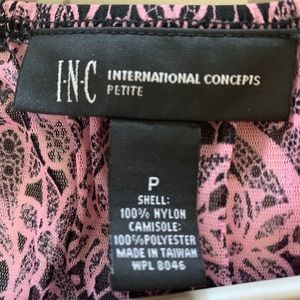 I·N·C INTERNATIONAL CONCEPTS
PETITE
P
SHELL:
100% NYLON
CAMISOLE:
100% POLYESTER
MADE IN TAIWAN
WPL 8046